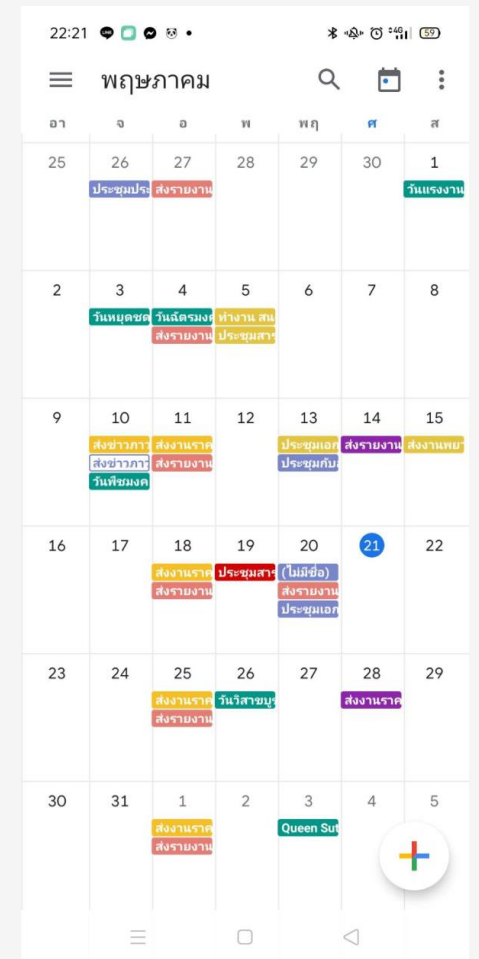 22:21 4G 59
พฤษภาคม
อา จ อ พ พฤ ศ ส
25 26 27 28 29 30 1
ประชุมประ ส่งรายงาน วันแรงงาน
2 3 4 5 6 7 8
วันหยุดชด วันฉัตรมงค ทำงาน สน
ส่งรายงาน ประชุมสาร
9 10 11 12 13 14 15
ส่งข่าวภาว ส่งงานราค ประชุมเอก ส่งรายงาน ส่งงานพยา
ส่งข่าวภาว ส่งรายงาน ประชุมกับส
วันพืชมงค
16 17 18 19 20 21 22
ส่งงานราค ประชุมสาร (ไม่มีชื่อ)
ส่งรายงาน ส่งรายงาน
ประชุมเอก
23 24 25 26 27 28 29
ส่งงานราค วันวิสาขบูช ส่งงานราค
ส่งรายงาน
30 31 1 2 3 4 5
ส่งงานราค Queen Sut
ส่งรายงาน